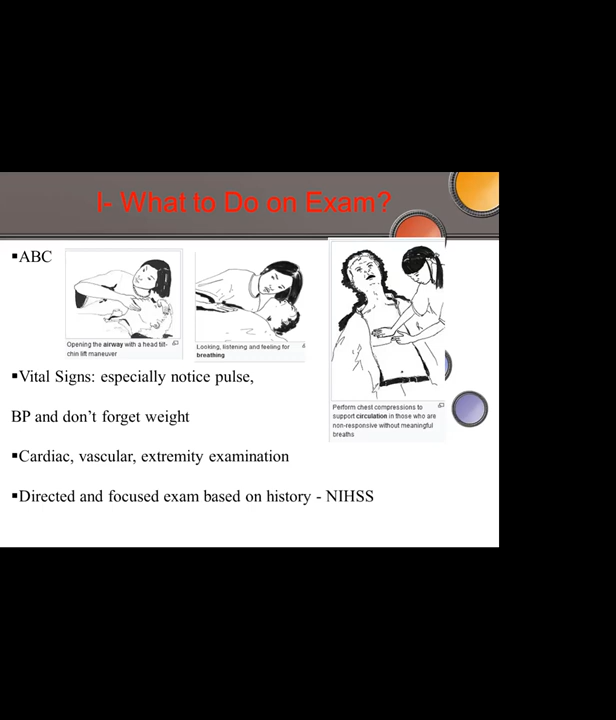 I- What to Do on Exam?
▪ABC
Opening the airway with a head tilt-
chin lift maneuver
Looking, listening and feeling for
breathing
Perform chest compressions to
support circulation in those who are
non-responsive without meaningful
breaths
▪Vital Signs: especially notice pulse,
BP and don’t forget weight
▪Cardiac, vascular, extremity examination
▪Directed and focused exam based on history - NIHSS